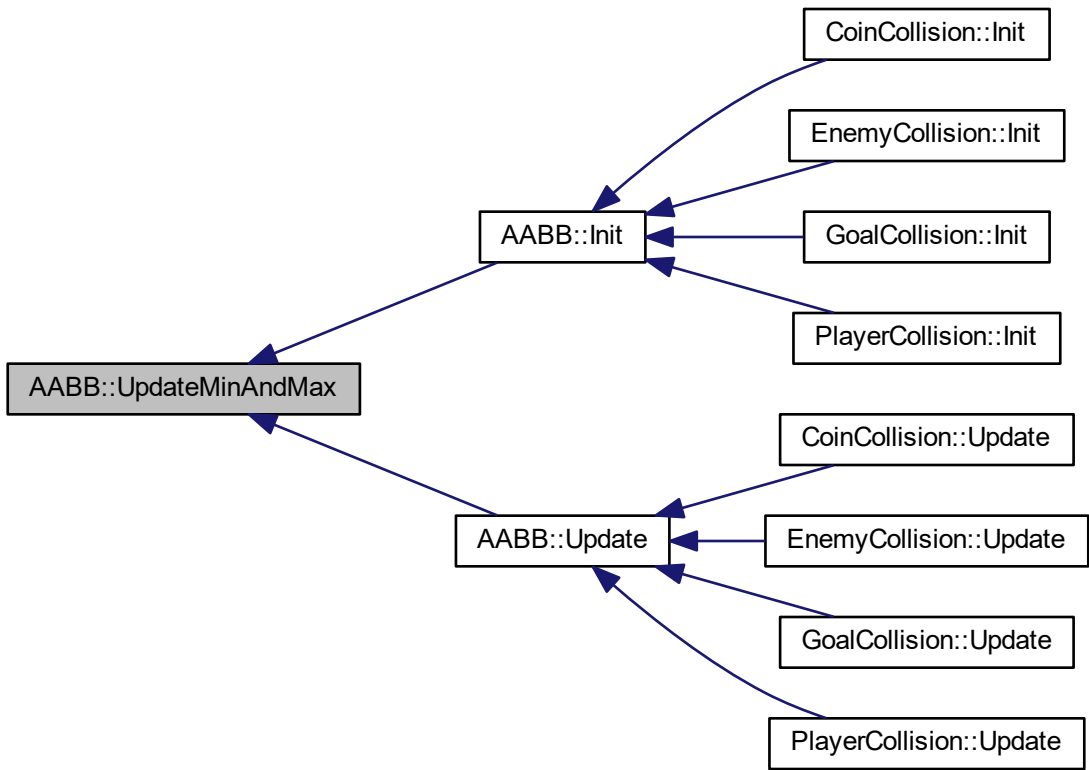 CoinCollision::Init
EnemyCollision::Init
AABB::Init
GoalCollision::Init
PlayerCollision::Init
AABB::UpdateMinAndMax
CoinCollision::Update
AABB::Update
EnemyCollision::Update
GoalCollision::Update
PlayerCollision::Update